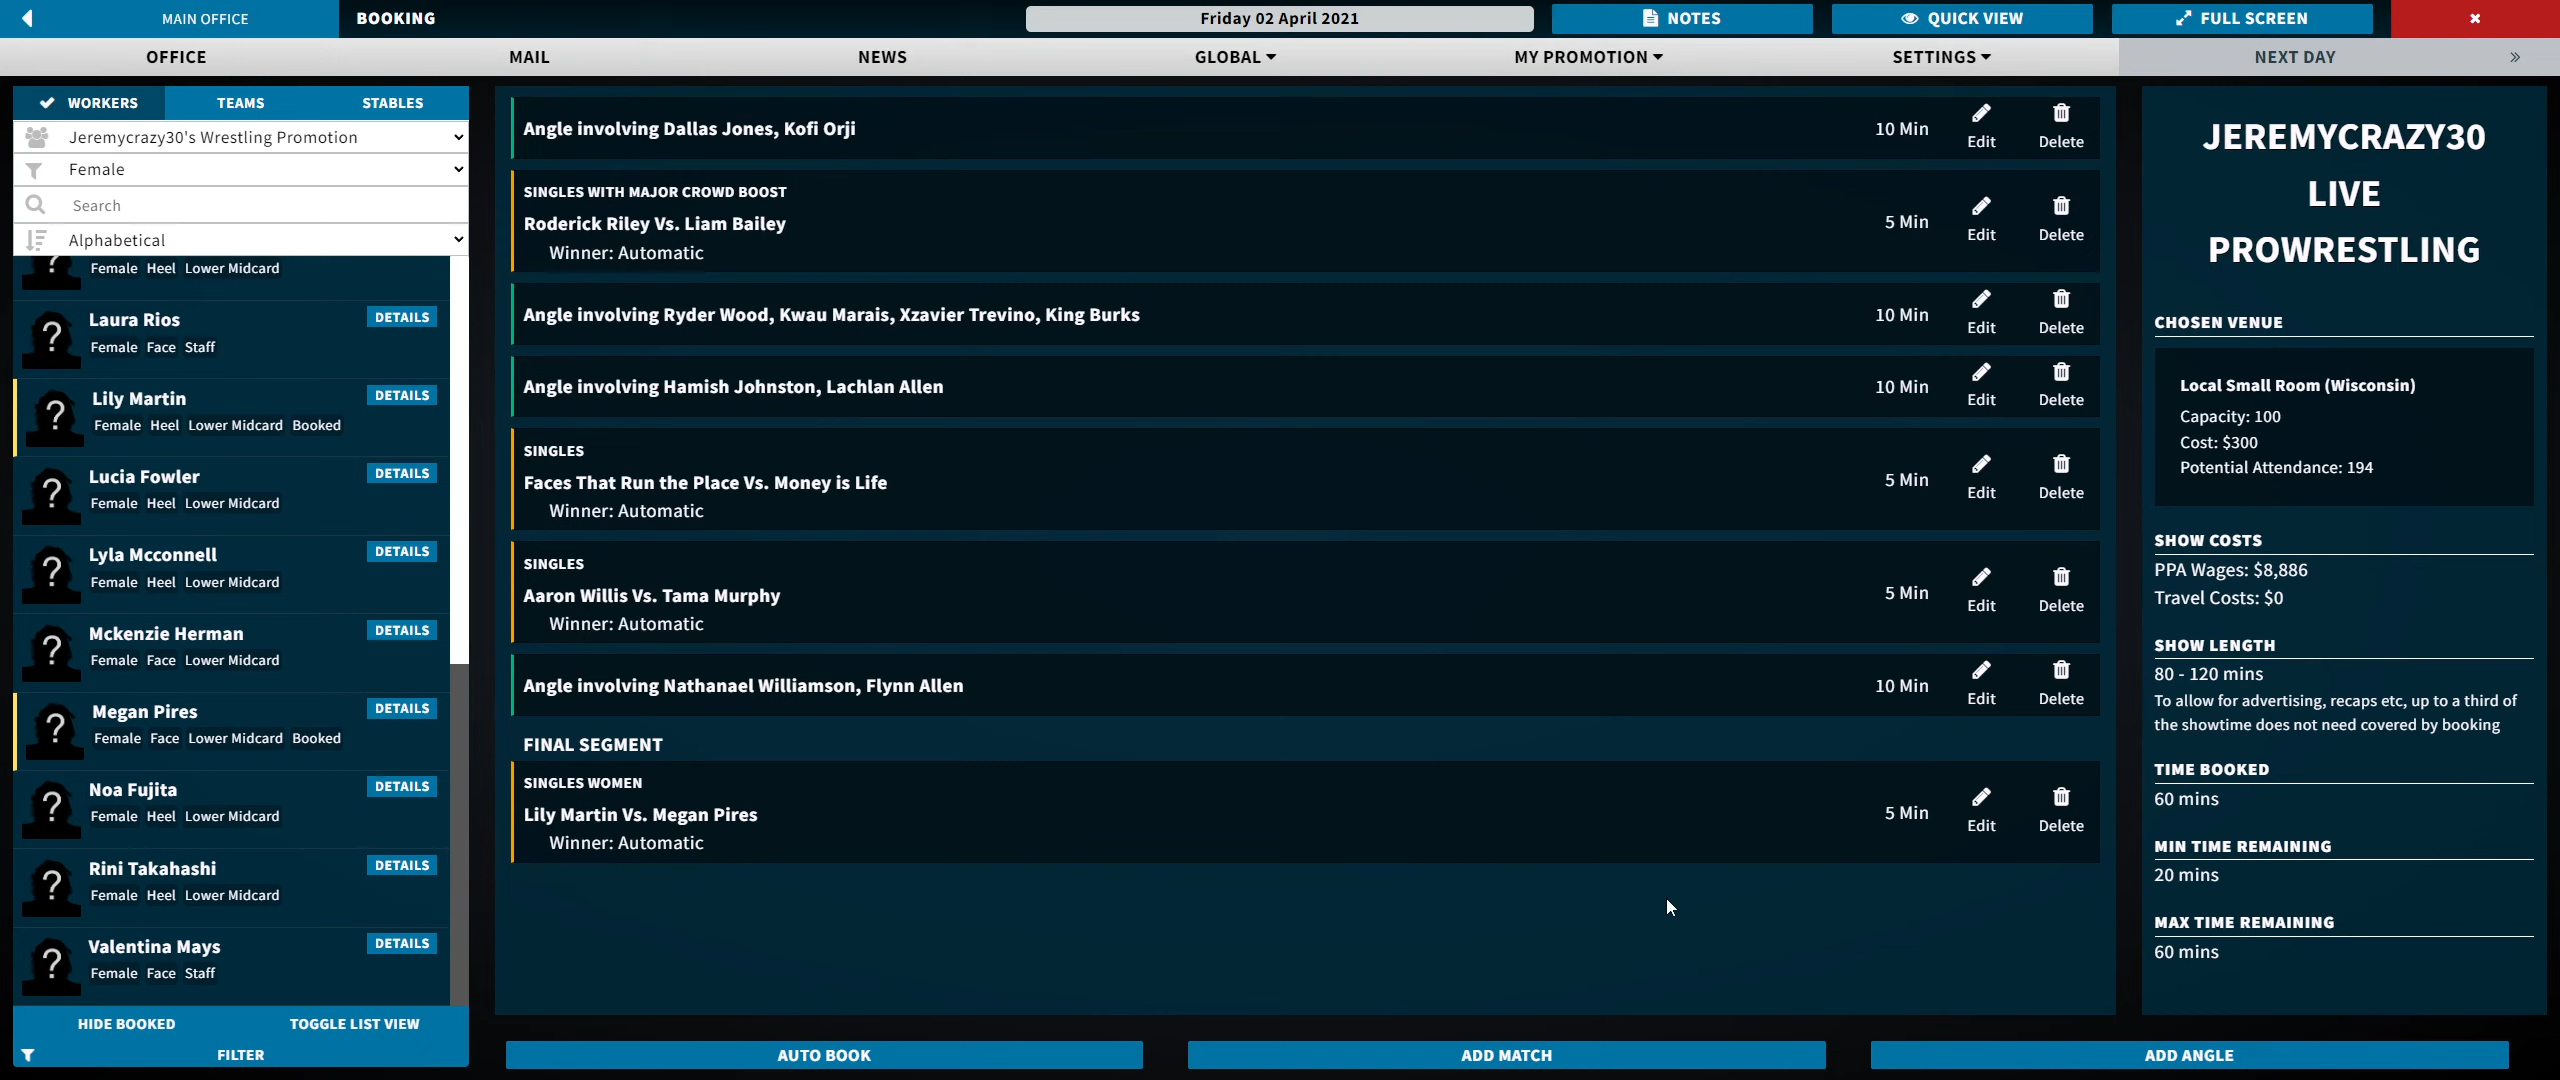 MAIN OFFICE
BOOKING
Friday 02 April 2021
NOTES
QUICK VIEW
FULL SCREEN
OFFICE
MAIL
NEWS
GLOBAL
MY PROMOTION
SETTINGS
NEXT DAY
WORKERS
TEAMS
STABLES
Jeremycrazy30's Wrestling Promotion
Female
Search
Alphabetical
Female Heel Lower Midcard
Laura Rios
DETAILS
Female Face Staff
Lily Martin
DETAILS
Female Heel Lower Midcard Booked
Lucia Fowler
DETAILS
Female Heel Lower Midcard
Lyla Mcconnell
DETAILS
Female Heel Lower Midcard
Mckenzie Herman
DETAILS
Female Face Lower Midcard
Megan Pires
DETAILS
Female Face Lower Midcard Booked
Noa Fujita
DETAILS
Female Heel Lower Midcard
Rini Takahashi
DETAILS
Female Heel Lower Midcard
Valentina Mays
DETAILS
Female Face Staff
HIDE BOOKED
TOGGLE LIST VIEW
FILTER
Angle involving Dallas Jones, Kofi Orji
10 Min
Edit
Delete
SINGLES WITH MAJOR CROWD BOOST
Roderick Riley Vs. Liam Bailey
Winner: Automatic
5 Min
Edit
Delete
Angle involving Ryder Wood, Kwau Marais, Xzavier Trevino, King Burks
10 Min
Edit
Delete
Angle involving Hamish Johnston, Lachlan Allen
10 Min
Edit
Delete
SINGLES
Faces That Run the Place Vs. Money is Life
Winner: Automatic
5 Min
Edit
Delete
SINGLES
Aaron Willis Vs. Tama Murphy
Winner: Automatic
5 Min
Edit
Delete
Angle involving Nathanael Williamson, Flynn Allen
10 Min
Edit
Delete
FINAL SEGMENT
SINGLES WOMEN
Lily Martin Vs. Megan Pires
Winner: Automatic
5 Min
Edit
Delete
AUTO BOOK
ADD MATCH
ADD ANGLE
JEREMYCRAZY30
LIVE
PROWRESTLING
CHOSEN VENUE
Local Small Room (Wisconsin)
Capacity: 100
Cost: $300
Potential Attendance: 194
SHOW COSTS
PPA Wages: $8,886
Travel Costs: $0
SHOW LENGTH
80 - 120 mins
To allow for advertising, recaps etc, up to a third of
the showtime does not need covered by booking
TIME BOOKED
60 mins
MIN TIME REMAINING
20 mins
MAX TIME REMAINING
60 mins